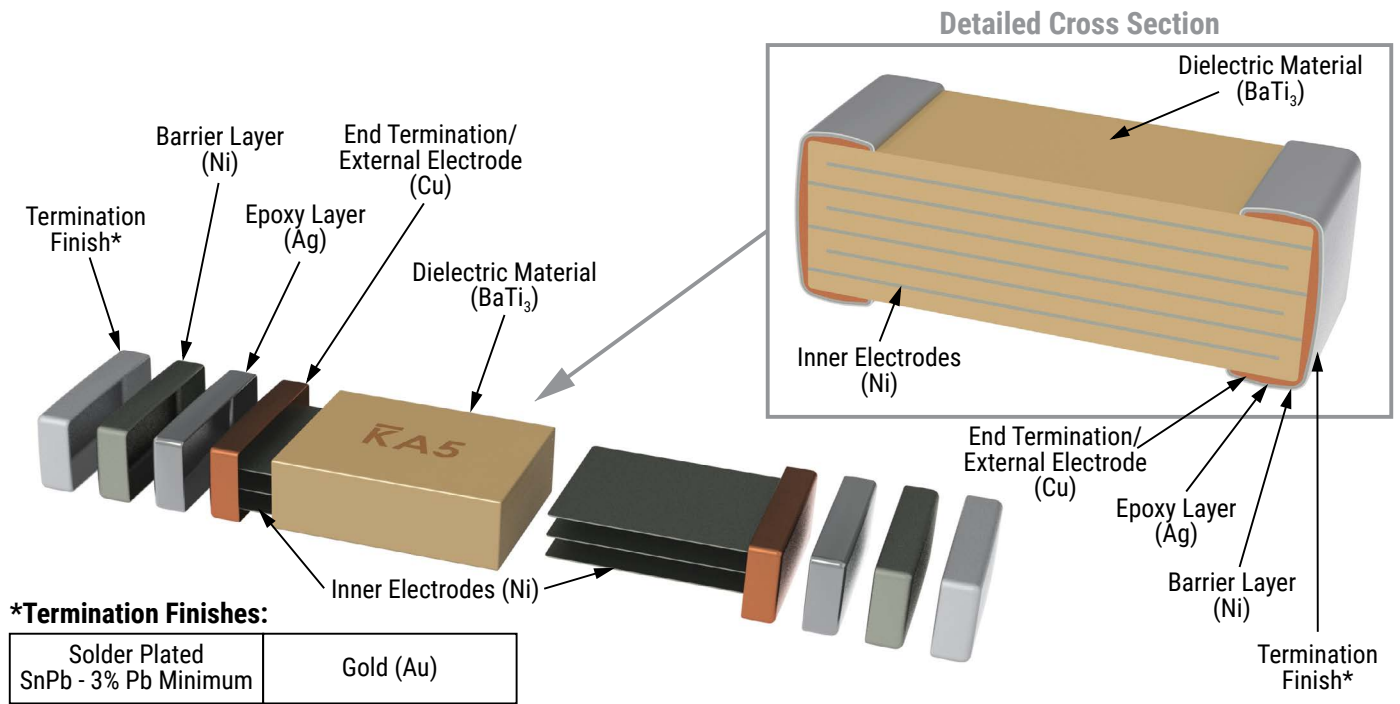 Detailed Cross Section
Dielectric Material
(BaTi₃)
Inner Electrodes
(Ni)
End Termination/
External Electrode
(Cu)
Epoxy Layer
(Ag)
Barrier Layer
(Ni)
Termination
Finish*
Termination
Finish*
Barrier Layer
(Ni)
Epoxy Layer
(Ag)
End Termination/
External Electrode
(Cu)
Dielectric Material
(BaTi₃)
K̅A5
Inner Electrodes (Ni)
*Termination Finishes:
Solder Plated
SnPb - 3% Pb Minimum
Gold (Au)